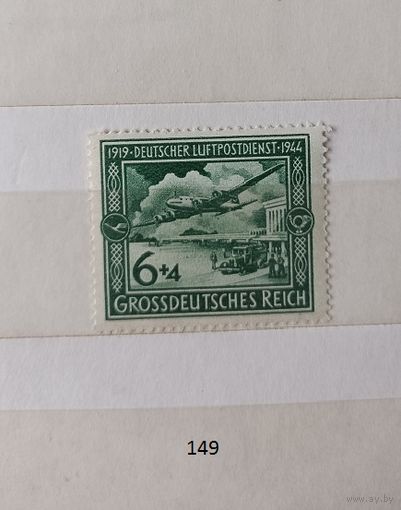 1919 · DEUTSCHER LUFTPOSTDIENST · 1944
6+4
GROSSDEUTSCHES REICH
149
www.ay.by